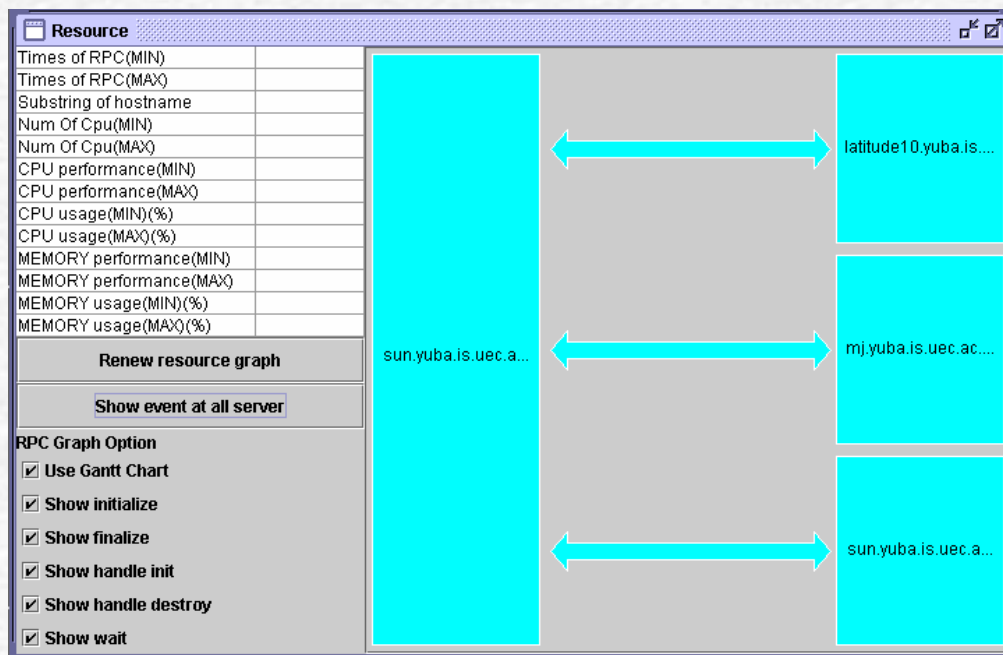 Resource
Times of RPC(MIN)
Times of RPC(MAX)
Substring of hostname
Num Of Cpu(MIN)
Num Of Cpu(MAX)
CPU performance(MIN)
CPU performance(MAX)
CPU usage(MIN)(%)
CPU usage(MAX)(%)
MEMORY performance(MIN)
MEMORY performance(MAX)
MEMORY usage(MIN)(%)
MEMORY usage(MAX)(%)
Renew resource graph
Show event at all server
RPC Graph Option
Use Gantt Chart
Show initialize
Show finalize
Show handle init
Show handle destroy
Show wait
sun.yuba.is.uec.a...
latitude10.yuba.is....
mj.yuba.is.uec.ac....
sun.yuba.is.uec.a...